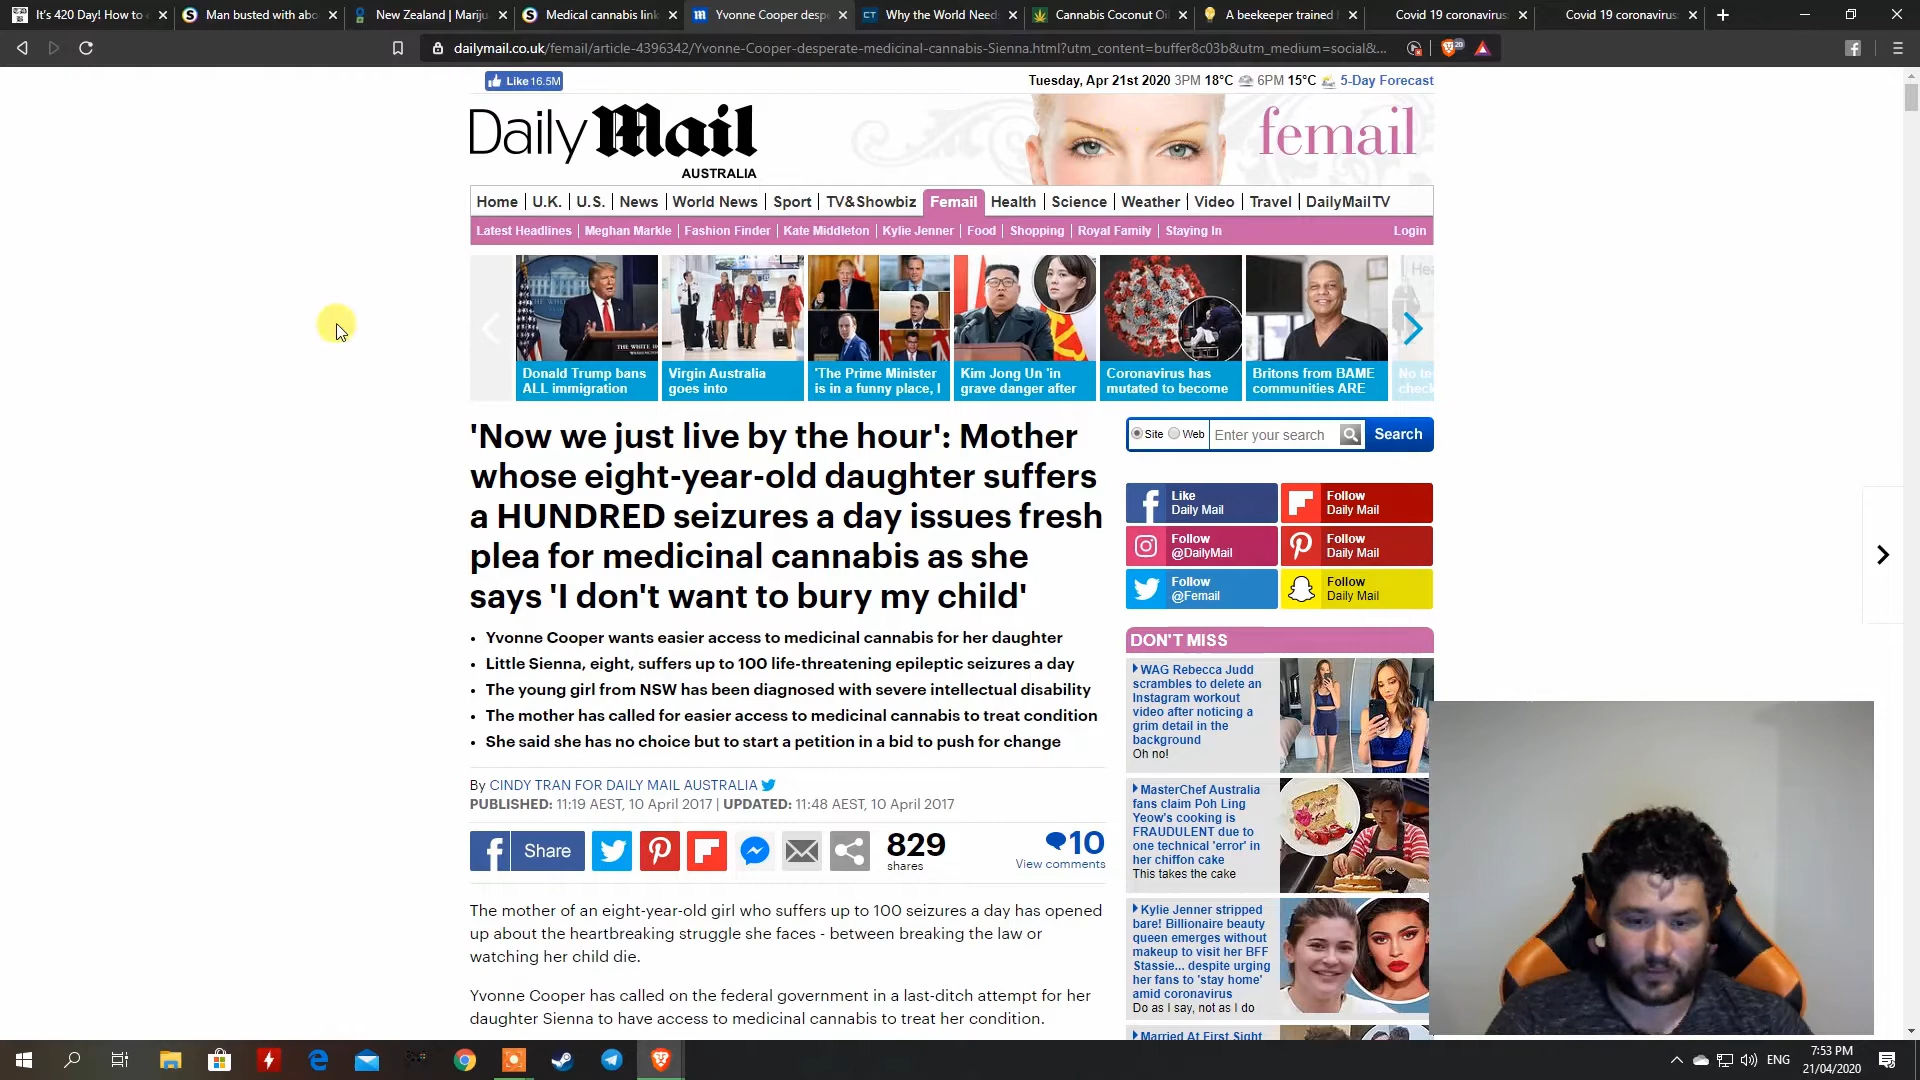 It's 420 Day! How to
Man busted with abo
New Zealand | Mariju
Medical cannabis link
Yvonne Cooper desp
Why the World Need
Cannabis Coconut Oi
A beekeeper trained
Covid 19 coronavirus
Covid 19 coronavirus
dailymail.co.uk/femail/article-4396342/Yvonne-Cooper-desperate-medicinal-cannabis-Sienna.html?utm_content=buffer8c03b&utm_medium=social&...
20
Like 16.5M
Tuesday, Apr 21st 2020 3PM 18°C 6PM 15°C 5-Day Forecast
Daily Mail
AUSTRALIA
femail
Home U.K. U.S. News World News Sport TV&Showbiz Femail Health Science Weather Video Travel DailyMailTV
Latest Headlines Meghan Markle Fashion Finder Kate Middleton Kylie Jenner Food Shopping Royal Family Staying In Login
Donald Trump bans
ALL immigration
Virgin Australia
goes into
'The Prime Minister
is in a funny place, I
Kim Jong Un 'in
grave danger after
Coronavirus has
mutated to become
Britons from BAME
communities ARE
No te
check
'Now we just live by the hour': Mother
whose eight-year-old daughter suffers
a HUNDRED seizures a day issues fresh
plea for medicinal cannabis as she
says 'I don't want to bury my child'
• Yvonne Cooper wants easier access to medicinal cannabis for her daughter
• Little Sienna, eight, suffers up to 100 life-threatening epileptic seizures a day
• The young girl from NSW has been diagnosed with severe intellectual disability
• The mother has called for easier access to medicinal cannabis to treat condition
• She said she has no choice but to start a petition in a bid to push for change
By CINDY TRAN FOR DAILY MAIL AUSTRALIA
PUBLISHED: 11:19 AEST, 10 April 2017 | UPDATED: 11:48 AEST, 10 April 2017
Share
829
shares
10
View comments
The mother of an eight-year-old girl who suffers up to 100 seizures a day has opened
up about the heartbreaking struggle she faces - between breaking the law or
watching her child die.
Yvonne Cooper has called on the federal government in a last-ditch attempt for her
daughter Sienna to have access to medicinal cannabis to treat her condition.
Site Web Enter your search Search
Like
Daily Mail
Follow
Daily Mail
Follow
@DailyMail
Follow
Daily Mail
Follow
@Femail
Follow
Daily Mail
DON'T MISS
WAG Rebecca Judd
scrambles to delete an
Instagram workout
video after noticing a
grim detail in the
background
Oh no!
MasterChef Australia
fans claim Poh Ling
Yeow's cooking is
FRAUDULENT due to
one technical 'error' in
her chiffon cake
This takes the cake
Kylie Jenner stripped
bare! Billionaire beauty
queen emerges without
makeup to visit her BFF
Stassie... despite urging
her fans to 'stay home'
amid coronavirus
Do as I say, not as I do
Married At First Sight
ENG
7:53 PM
21/04/2020